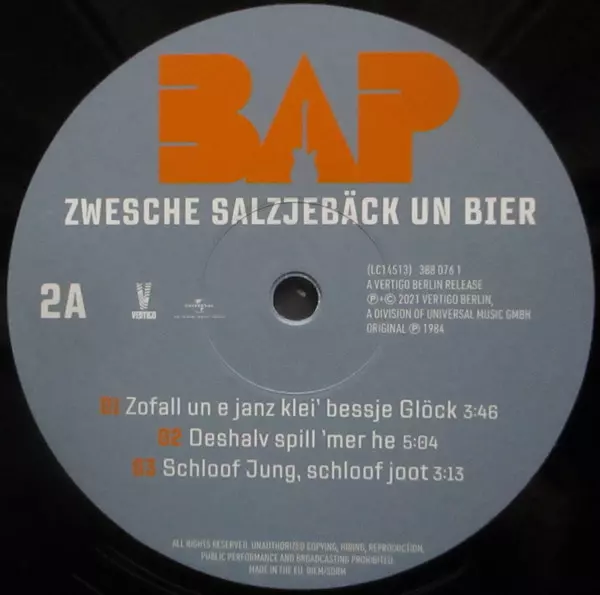 BAP
ZWESCHE SALZJEBÄCK UN BIER
2A
VERTIGO
UNIVERSAL
(LC14513) 388 076 1
A VERTIGO BERLIN RELEASE
℗+© 2021 VERTIGO BERLIN,
A DIVISION OF UNIVERSAL MUSIC GMBH
ORIGINAL ℗ 1984
01 Zofall un e janz klei' bessje Glöck 3:46
02 Deshalv spill 'mer he 5:04
03 Schloof Jung, schloof joot 3:13
ALL RIGHTS RESERVED. UNAUTHORIZED COPYING, HIRING, REPRODUCTION,
PUBLIC PERFORMANCE AND BROADCASTING PROHIBITED.
MADE IN THE EU. BIEM/SDRM